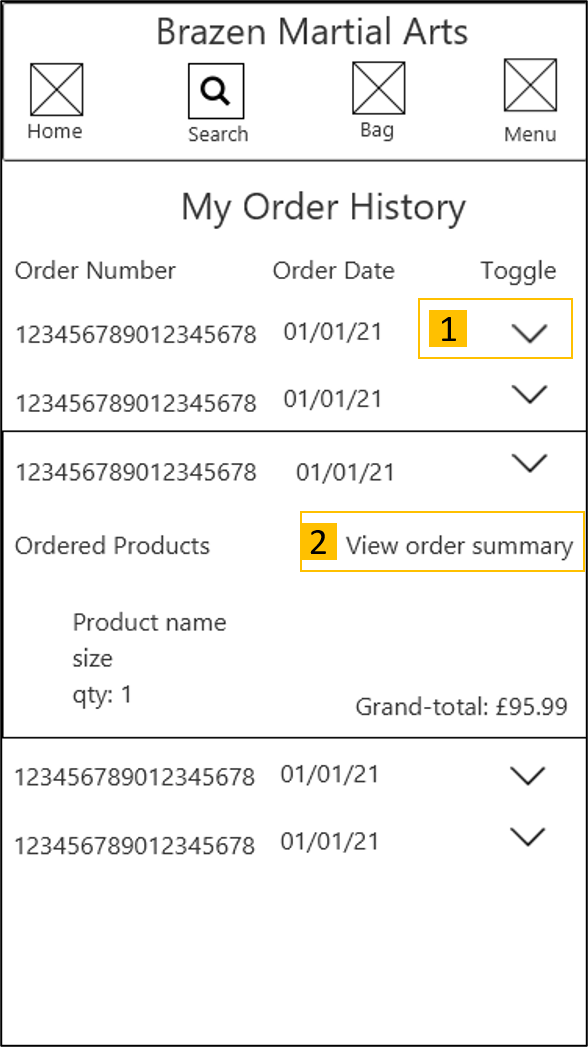 Brazen Martial Arts
Home Search Bag Menu
My Order History
Order Number Order Date Toggle
123456789012345678 01/01/21 1
123456789012345678 01/01/21
123456789012345678 01/01/21
Ordered Products 2 View order summary
Product name
size
qty: 1
Grand-total: £95.99
123456789012345678 01/01/21
123456789012345678 01/01/21